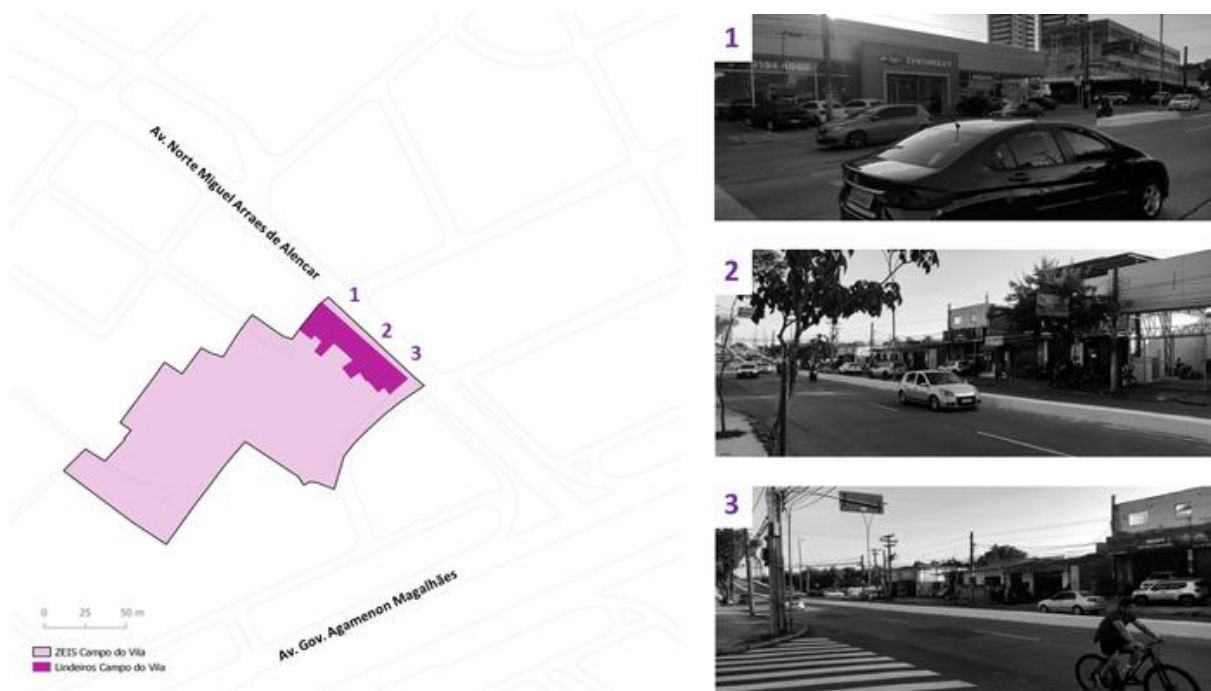 Av. Norte Miguel Arraes de Alencar
1
2
3
Av. Gov. Agamenon Magalhães
0 25 50 m
ZEIS Campo do Vila
Lindeiros Campo do Vila
1
CHEVROLET
2
3